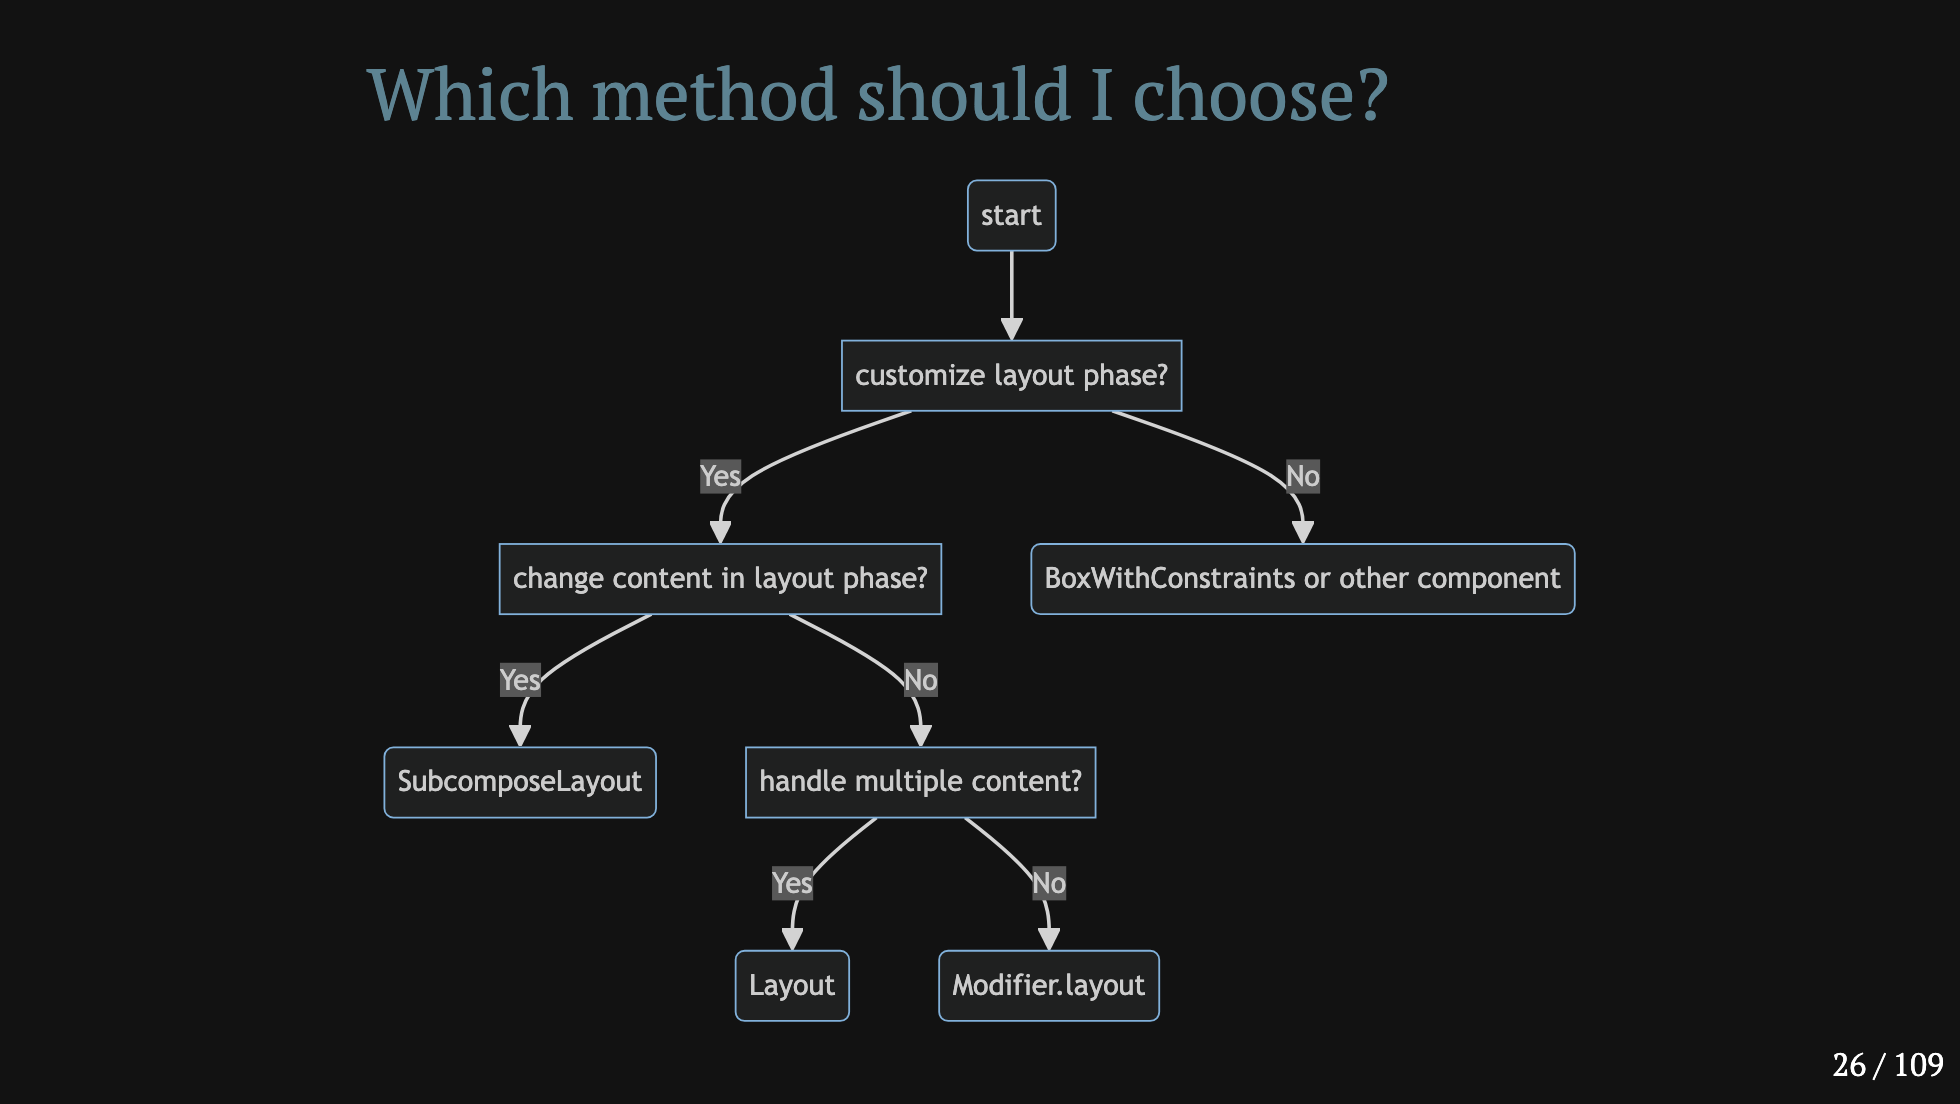 Which method should I choose?
start
customize layout phase?
Yes
No
change content in layout phase?
BoxWithConstraints or other component
Yes
No
SubcomposeLayout
handle multiple content?
Yes
No
Layout
Modifier.layout
26 / 109